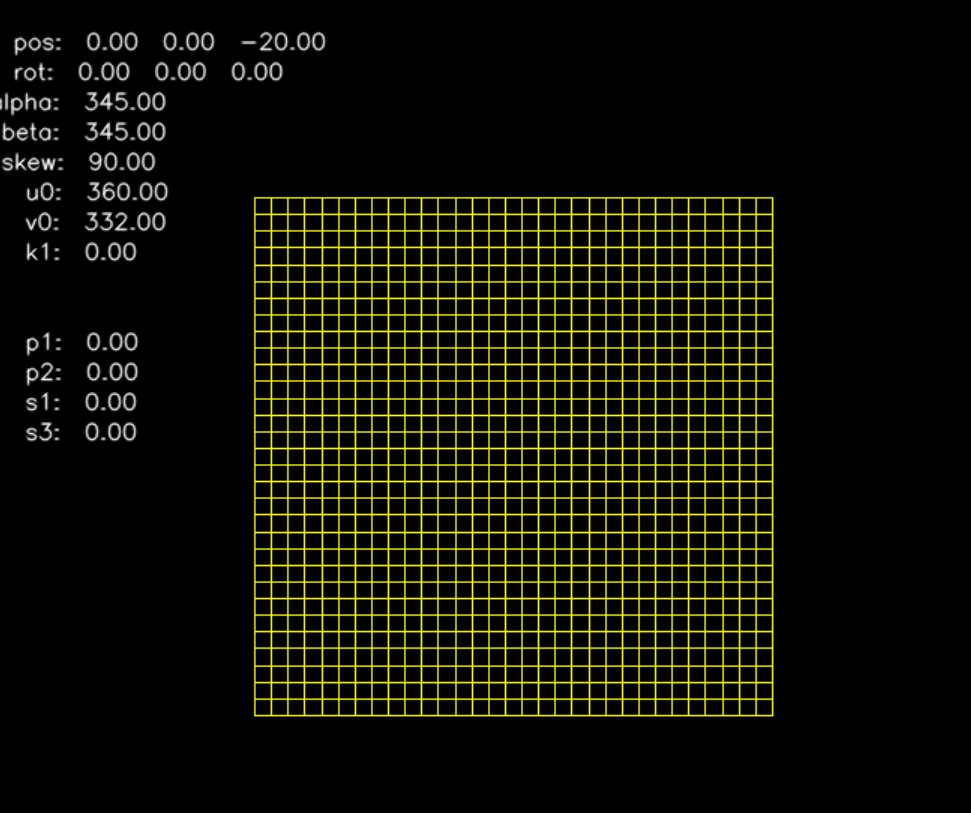 pos: 0.00 0.00 −20.00
rot: 0.00 0.00 0.00
alpha: 345.00
beta: 345.00
skew: 90.00
u0: 360.00
v0: 332.00
k1: 0.00
p1: 0.00
p2: 0.00
s1: 0.00
s3: 0.00